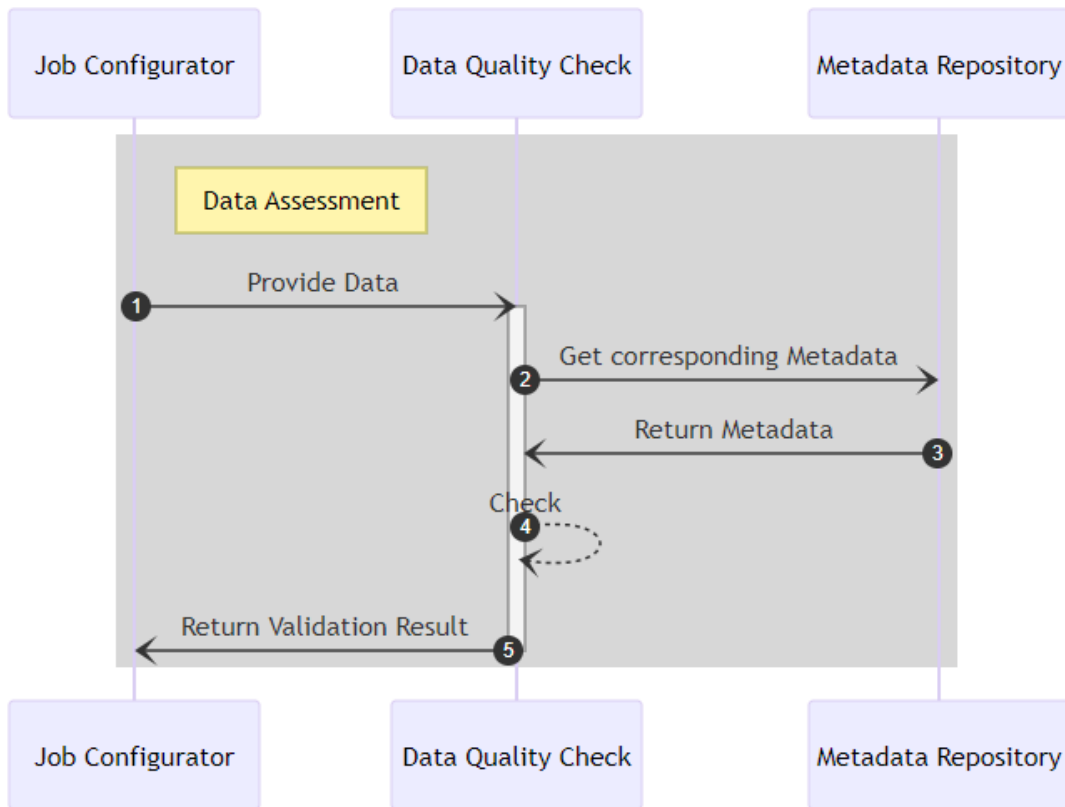 Job Configurator
Data Quality Check
Metadata Repository
Data Assessment
Provide Data
1
Get corresponding Metadata
2
Return Metadata
3
Check
4
Return Validation Result
5
Job Configurator
Data Quality Check
Metadata Repository